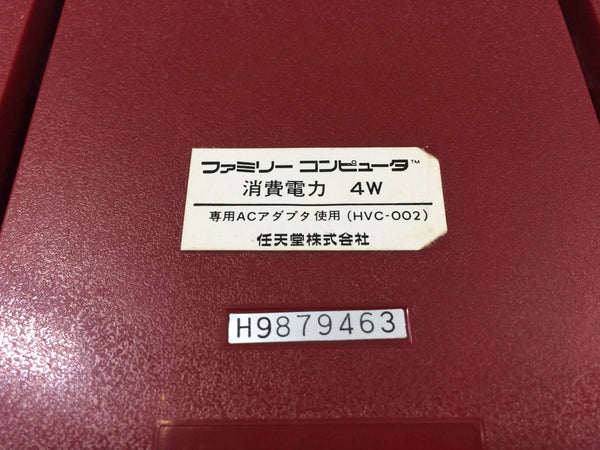 ファミリー コンピュータ™
消費電力 4W
専用ACアダプタ使用(HVC-002)
任天堂株式会社
H9879463